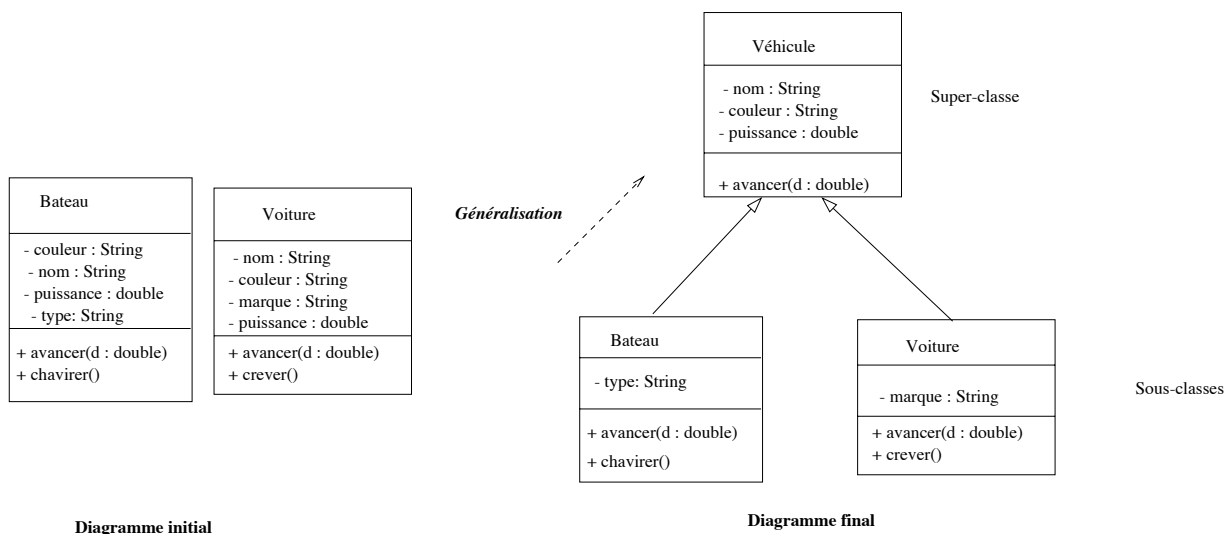 Bateau
- couleur : String
- nom : String
- puissance : double
- type: String
+ avancer(d : double)
+ chavirer()
Voiture
- nom : String
- couleur : String
- marque : String
- puissance : double
+ avancer(d : double)
+ crever()
Diagramme initial
Généralisation
Véhicule
- nom : String
- couleur : String
- puissance : double
+ avancer(d : double)
Super-classe
Bateau
- type: String
+ avancer(d : double)
+ chavirer()
Voiture
- marque : String
+ avancer(d : double)
+ crever()
Sous-classes
Diagramme final